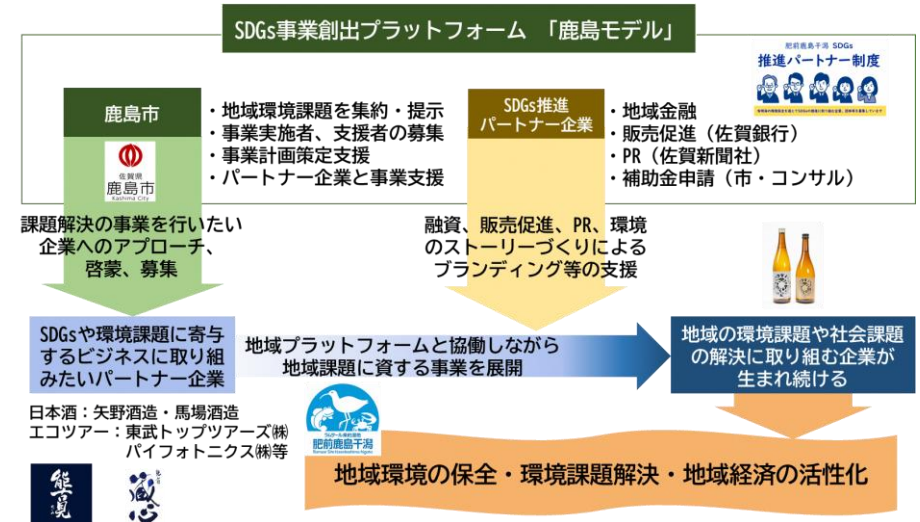 SDGs事業創出プラットフォーム 「鹿島モデル」
肥前鹿島干潟 SDGs
推進パートナー制度
鹿島市
佐賀県
鹿島市
Kashima City
・地域環境課題を集約・提示
・事業実施者、支援者の募集
・事業計画策定支援
・パートナー企業と事業支援
SDGs推進
パートナー企業
・地域金融
・販売促進（佐賀銀行）
・PR（佐賀新聞社）
・補助金申請（市・コンサル）
課題解決の事業を行いたい
企業へのアプローチ、
啓蒙、募集
融資、販売促進、PR、環境
のストーリーづくりによる
ブランディング等の支援
SDGsや環境課題に寄与
するビジネスに取り組
みたいパートナー企業
地域プラットフォームと協働しながら
地域課題に資する事業を展開
地域の環境課題や社会課題
の解決に取り組む企業が
生まれ続ける
日本酒：矢野酒造・馬場酒造
エコツアー：東武トップツアーズ㈱
パイフォトニクス㈱等
肥前鹿島干潟
地域環境の保全・環境課題解決・地域経済の活性化